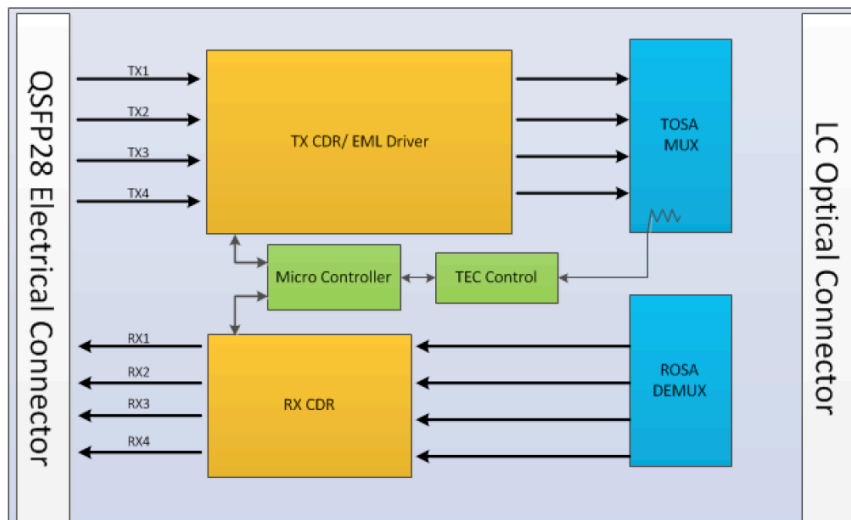 QSFP28 Electrical Connector
TX1
TX2
TX3
TX4
TX CDR/ EML Driver
TOSA
MUX
LC Optical Connector
Micro Controller
TEC Control
RX1
RX2
RX3
RX4
RX CDR
ROSA
DEMUX